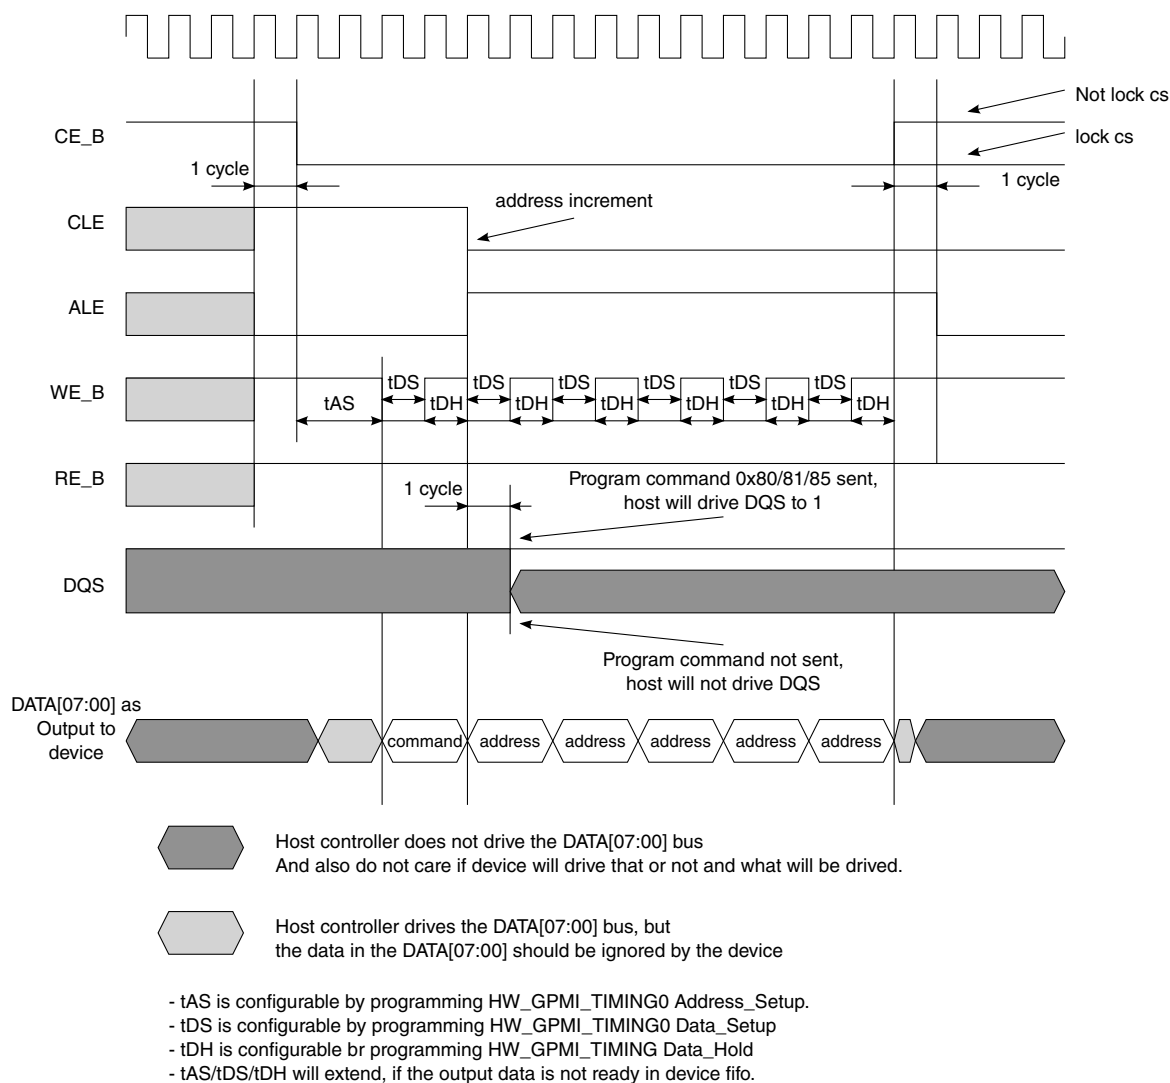 Not lock cs
CE_B
lock cs
1 cycle
1 cycle
address increment
CLE
ALE
tDS tDS tDS tDS tDS tDS
WE_B
tAS tDH tDH tDH tDH tDH tDH
RE_B
1 cycle
Program command 0x80/81/85 sent,
host will drive DQS to 1
DQS
Program command not sent,
host will not drive DQS
DATA[07:00] as
Output to
device
command address address address address address
Host controller does not drive the DATA[07:00] bus
And also do not care if device will drive that or not and what will be drived.
Host controller drives the DATA[07:00] bus, but
the data in the DATA[07:00] should be ignored by the device
- tAS is configurable by programming HW_GPMI_TIMING0 Address_Setup.
- tDS is configurable by programming HW_GPMI_TIMING0 Data_Setup
- tDH is configurable br programming HW_GPMI_TIMING Data_Hold
- tAS/tDS/tDH will extend, if the output data is not ready in device fifo.